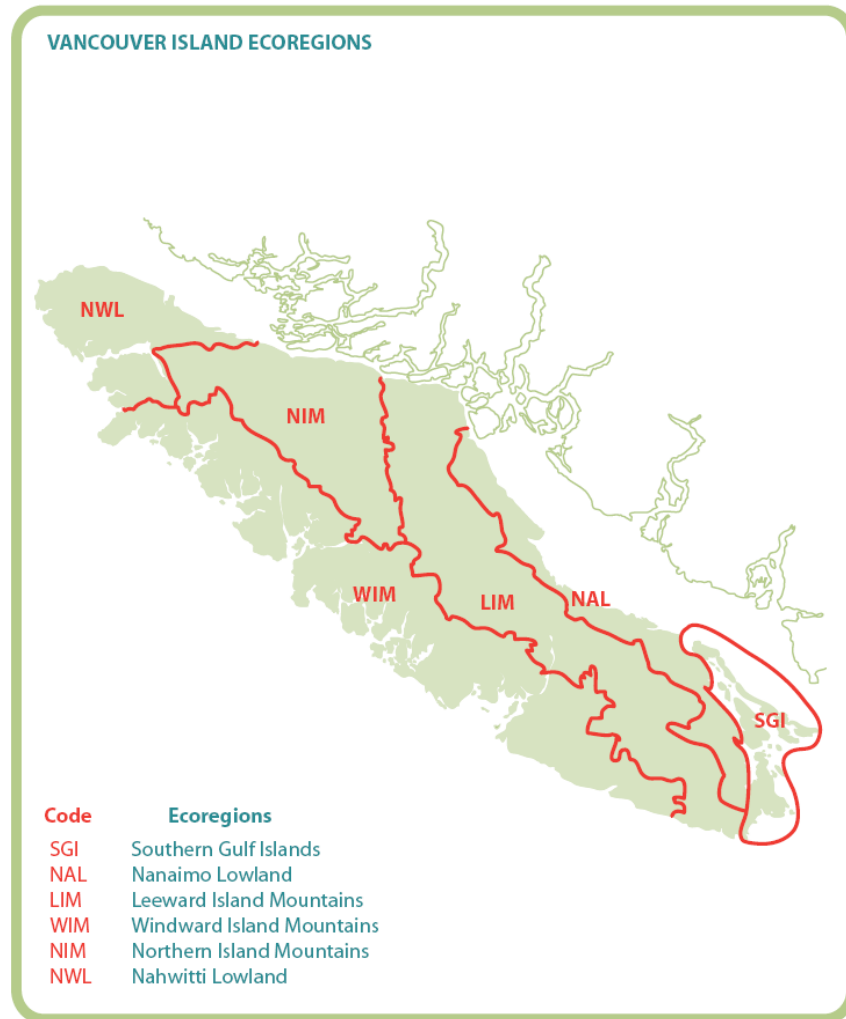 VANCOUVER ISLAND ECOREGIONS
NWL
NIM
WIM
LIM
NAL
SGI
Code Ecoregions
SGI Southern Gulf Islands
NAL Nanaimo Lowland
LIM Leeward Island Mountains
WIM Windward Island Mountains
NIM Northern Island Mountains
NWL Nahwitti Lowland